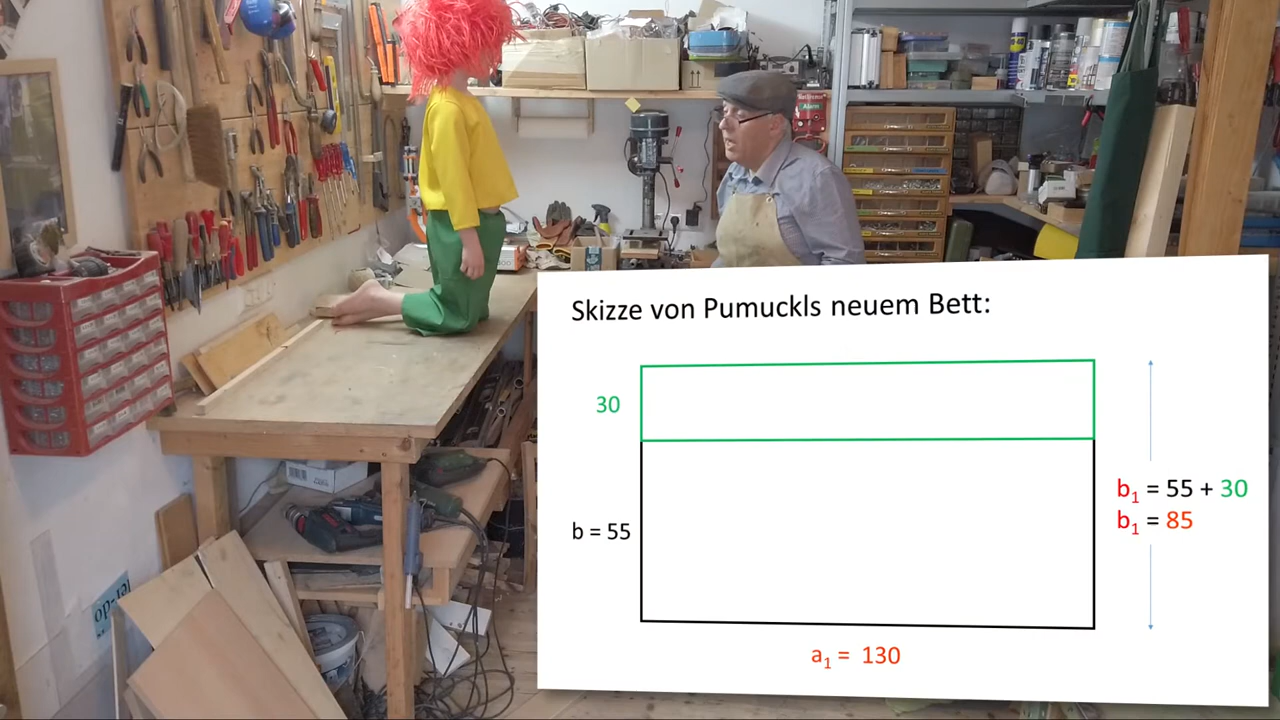 Skizze von Pumuckls neuem Bett:
30
b₁ = 55 + 30
b₁ = 85
b = 55
a₁ = 130